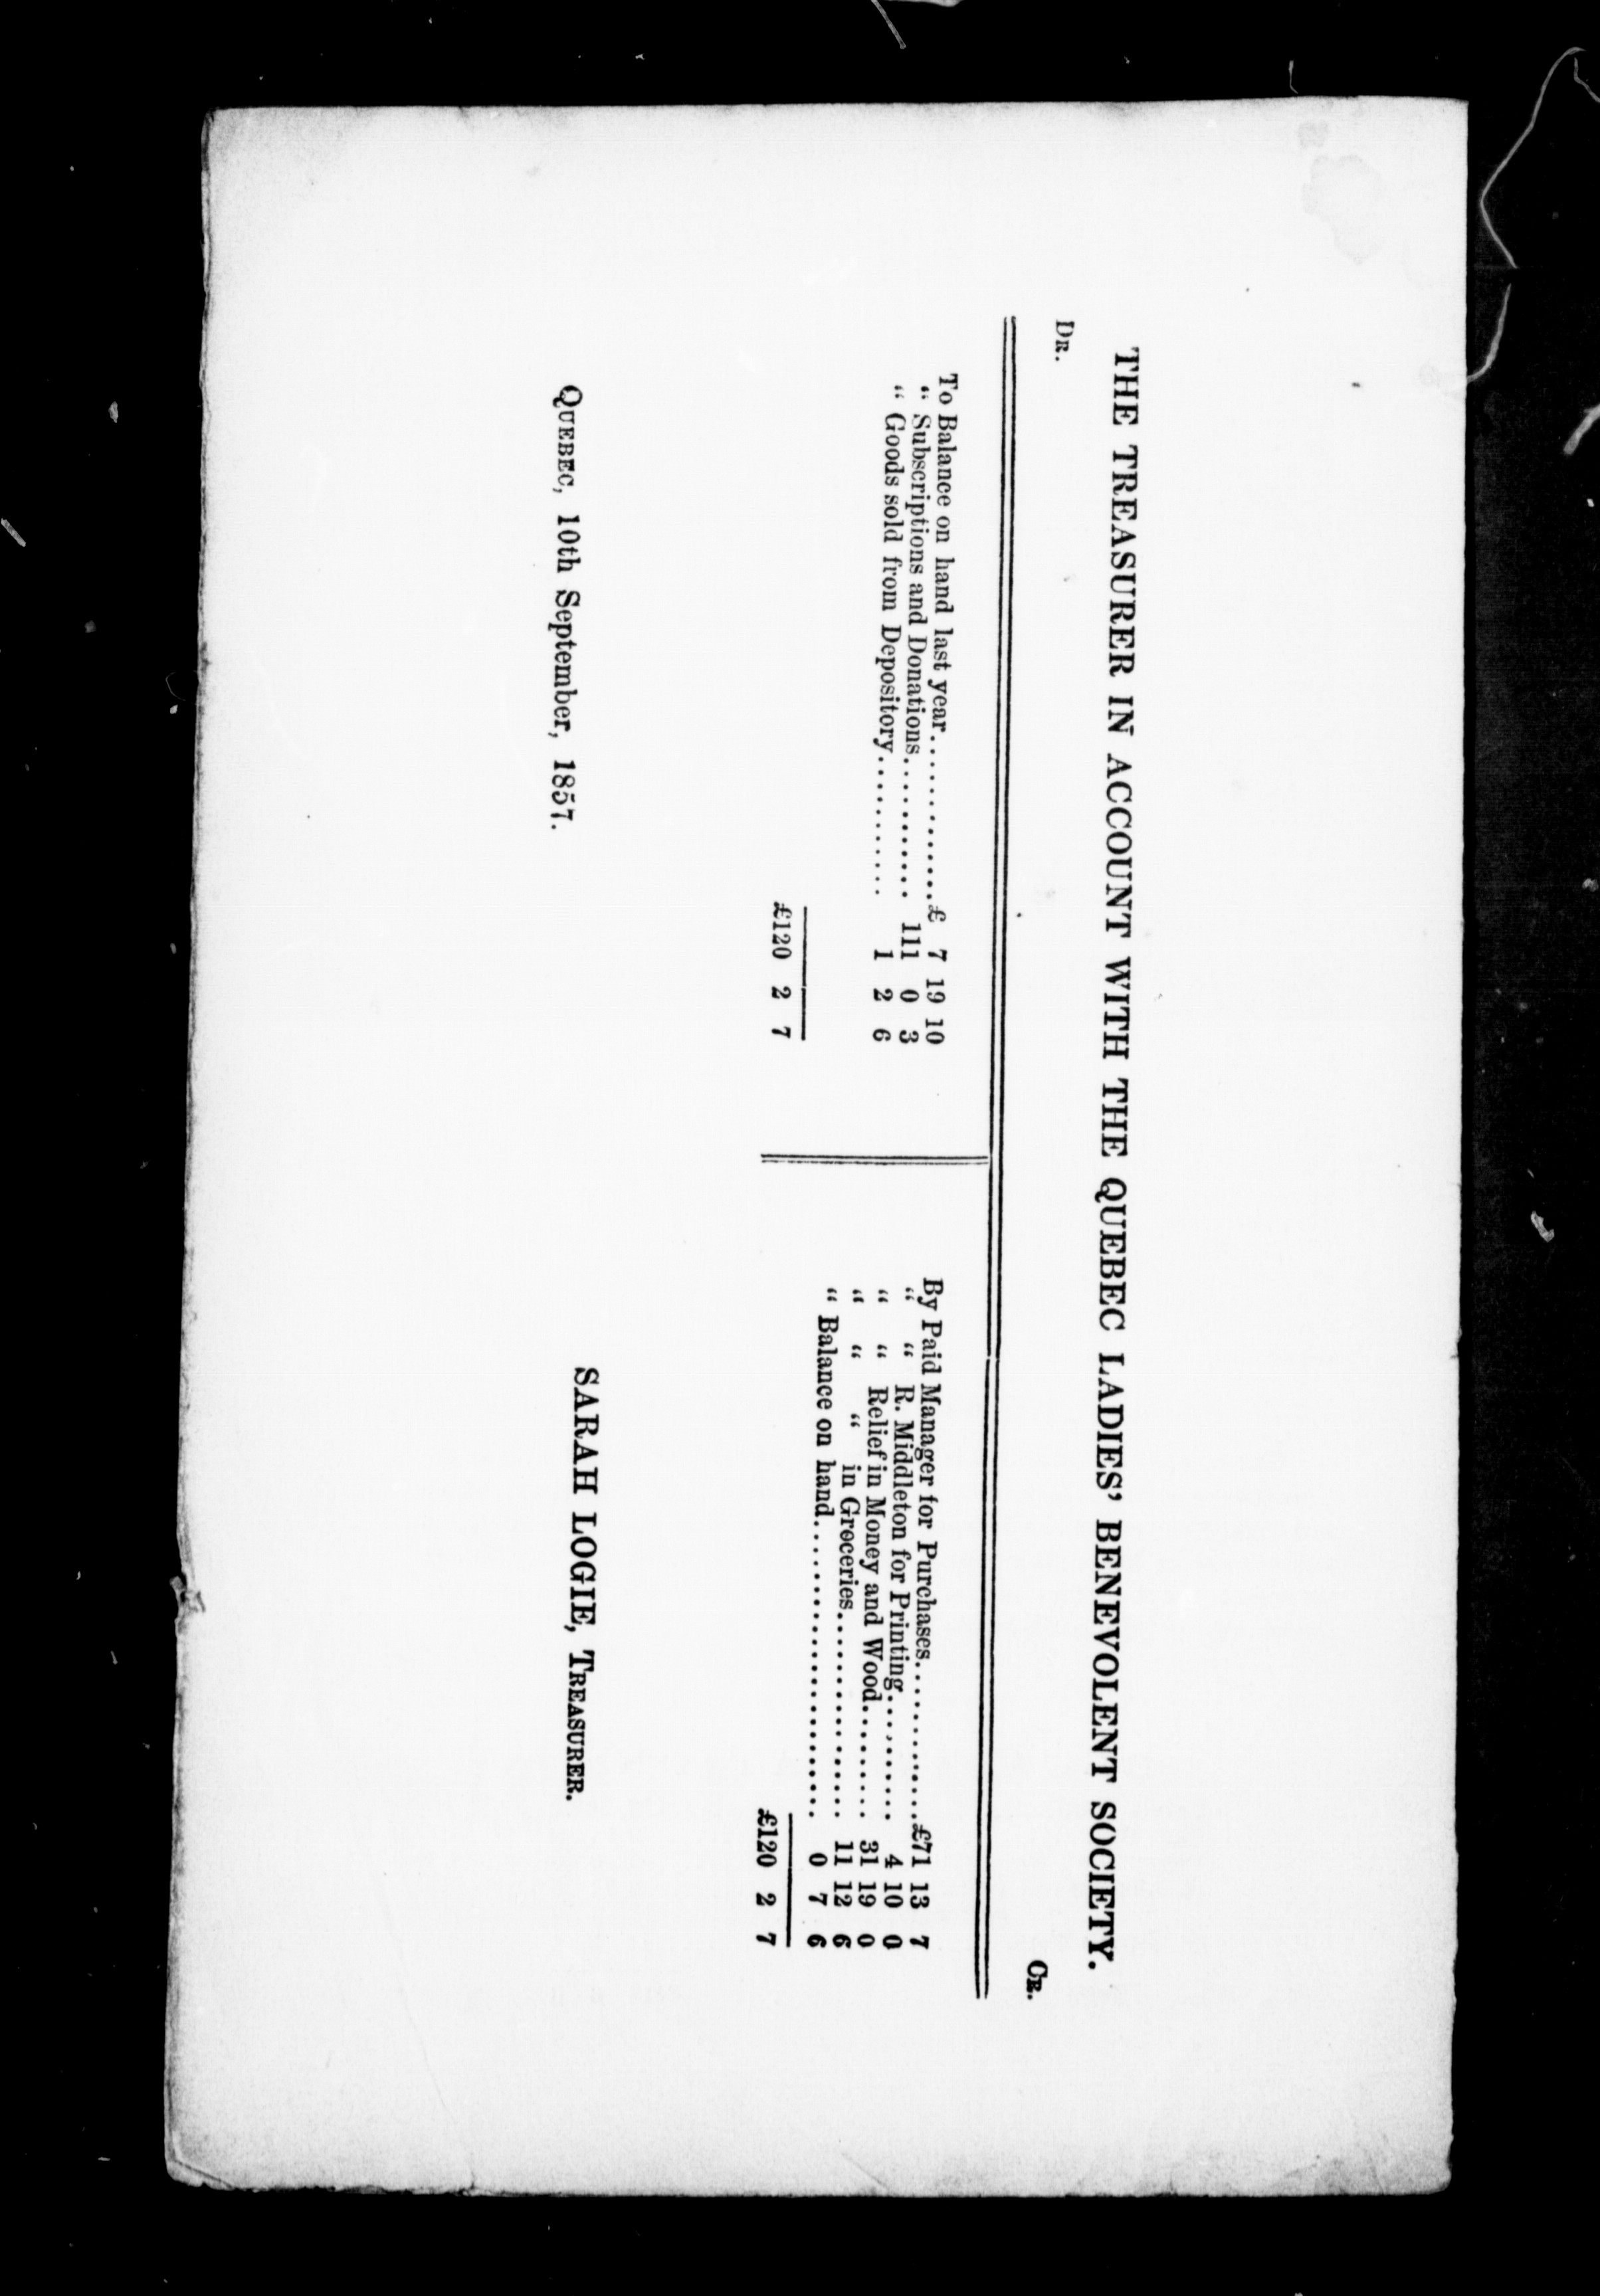 THE TREASURER IN ACCOUNT WITH THE QUEBEC LADIES' BENEVOLENT SOCIETY.
DR. CR.
To Balance on hand last year................£ 7 19 10
“ Subscriptions and Donations............ 111 0 3
“ Goods sold from Depository........... 1 2 6
£120 2 7
By Paid Manager for Purchases..............£71 13 7
“ “ R. Middleton for Printing.......... 4 10 0
“ “ Relief in Money and Wood......... 31 19 0
“ “ “ in Groceries.................. 11 12 6
“ Balance on hand.......................... 0 7 6
£120 2 7
QUEBEC, 10th September, 1857.
SARAH LOGIE, TREASURER.